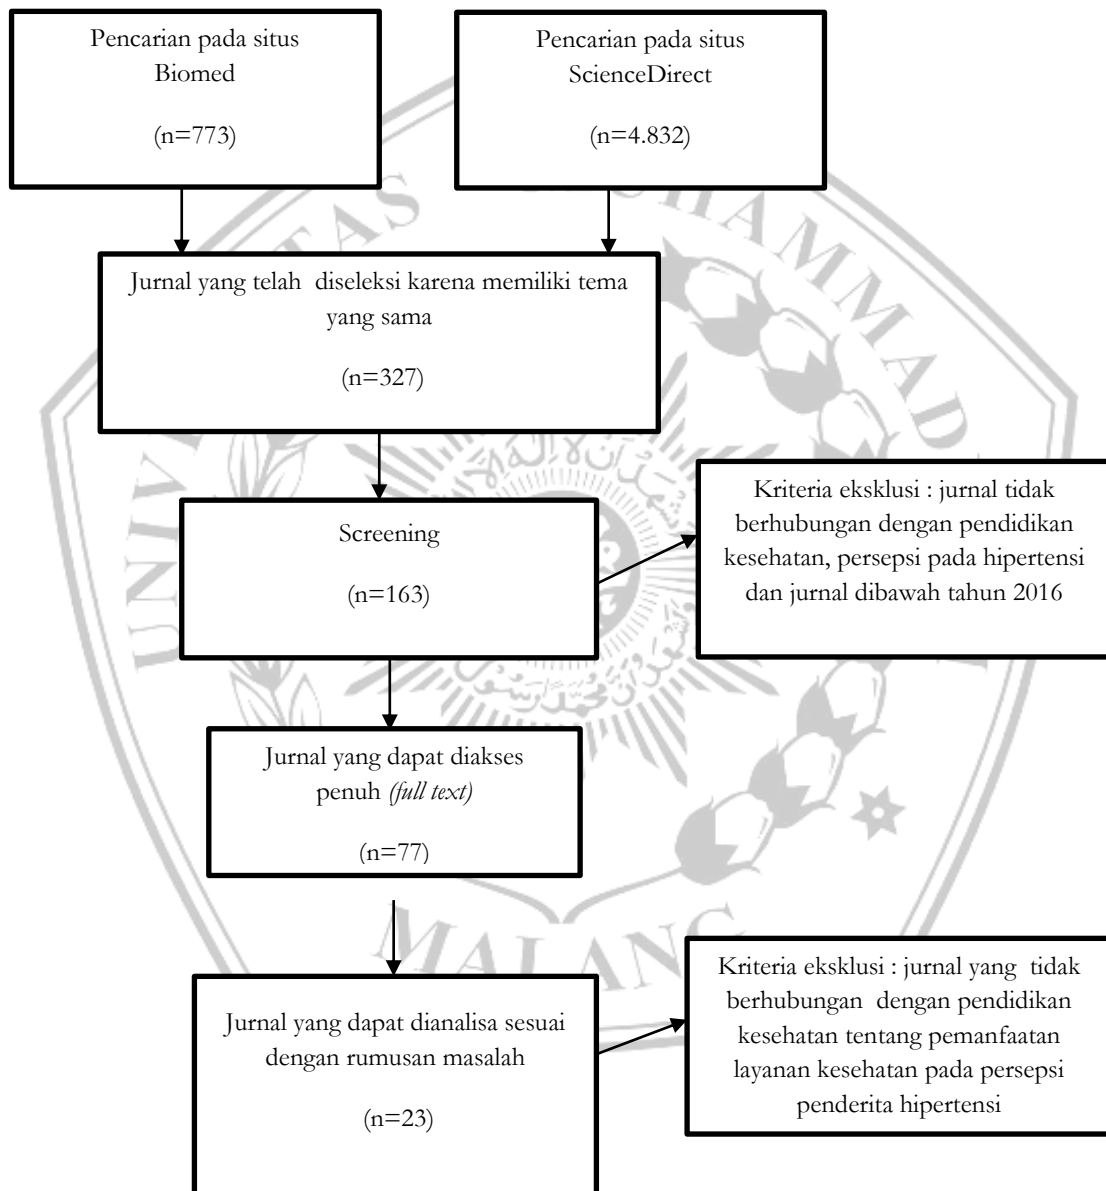 Pencarian pada situs
Biomed
(n=773)
Pencarian pada situs
ScienceDirect
(n=4.832)
Jurnal yang telah diseleksi karena memiliki tema
yang sama
(n=327)
Screening
(n=163)
Kriteria eksklusi : jurnal tidak
berhubungan dengan pendidikan
kesehatan, persepsi pada hipertensi
dan jurnal dibawah tahun 2016
Jurnal yang dapat diakses
penuh (full text)
(n=77)
Jurnal yang dapat dianalisa sesuai
dengan rumusan masalah
(n=23)
Kriteria eksklusi : jurnal yang tidak
berhubungan dengan pendidikan
kesehatan tentang pemanfaatan
layanan kesehatan pada persepsi
penderita hipertensi
MALANG